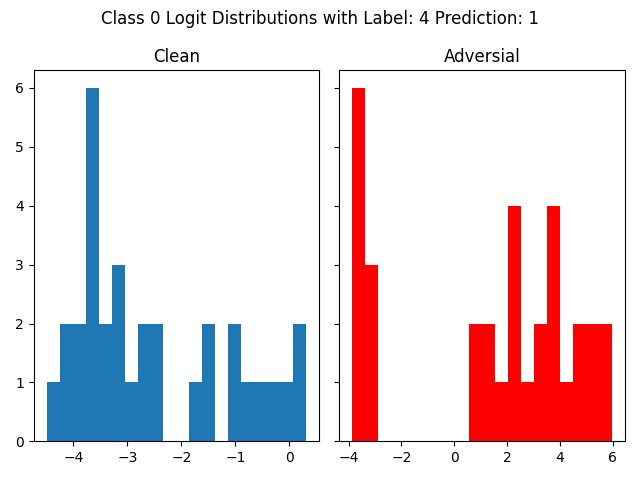 Class 0 Logit Distributions with Label: 4 Prediction: 1
Clean
Adversial
6
5
4
3
2
1
0
−4 −3 −2 −1 0
−4 −2 0 2 4 6